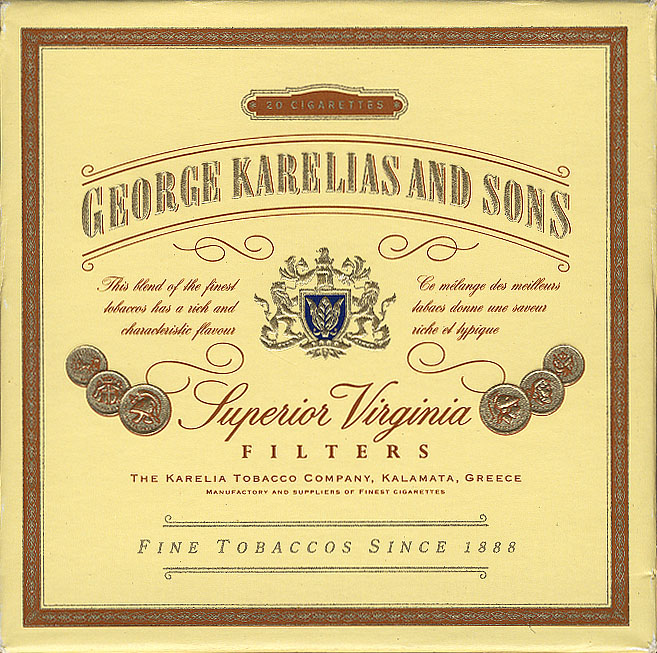 20 CIGARETTES
GEORGE KARELIAS AND SONS
This blend of the finest
tobaccos has a rich and
characteristic flavour
Ce mélange des meilleurs
tabacs donne une saveur
riche et typique
Superior Virginia
FILTERS
THE KARELIA TOBACCO COMPANY, KALAMATA, GREECE
MANUFACTORY AND SUPPLIERS OF FINEST CIGARETTES
FINE TOBACCOS SINCE 1888